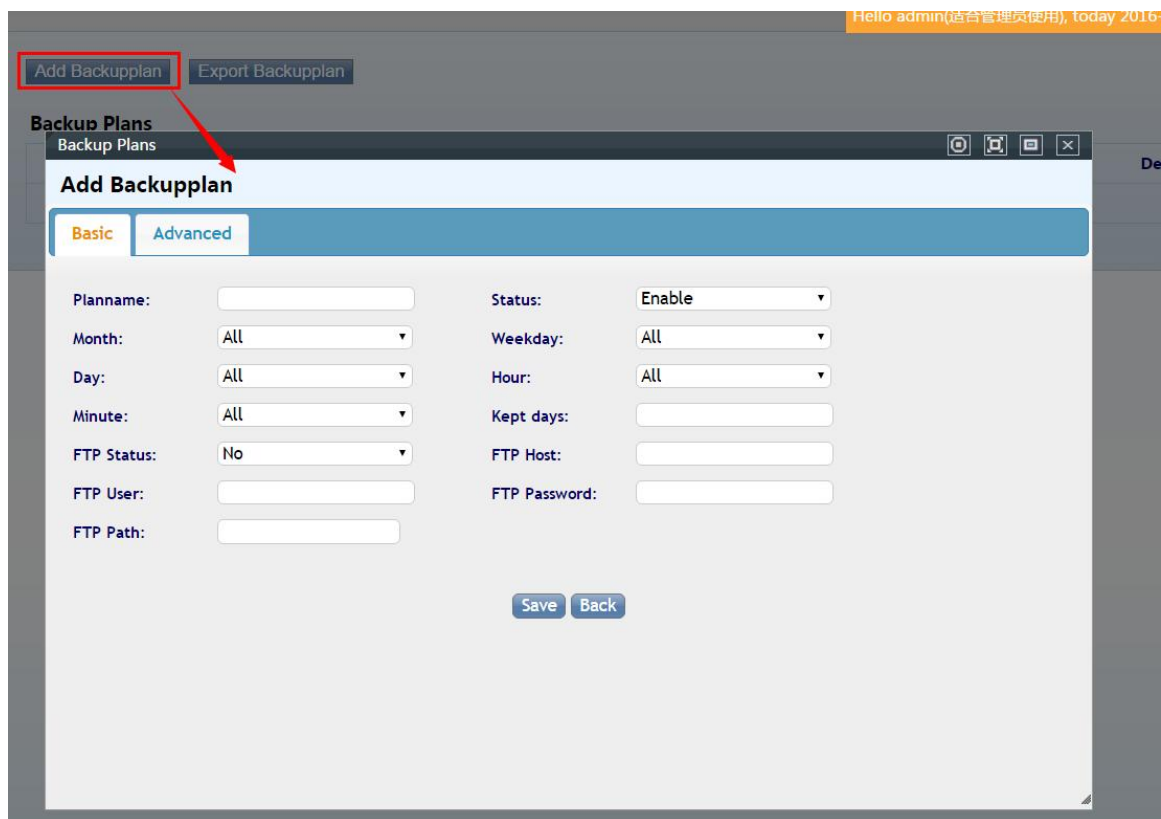 Hello admin(适合管理员使用), today 2016-
Add Backupplan Export Backupplan
Backup Plans
Backup Plans
De
Add Backupplan
Basic Advanced
Planname: Status: Enable
Month: All Weekday: All
Day: All Hour: All
Minute: All Kept days:
FTP Status: No FTP Host:
FTP User: FTP Password:
FTP Path:
Save Back